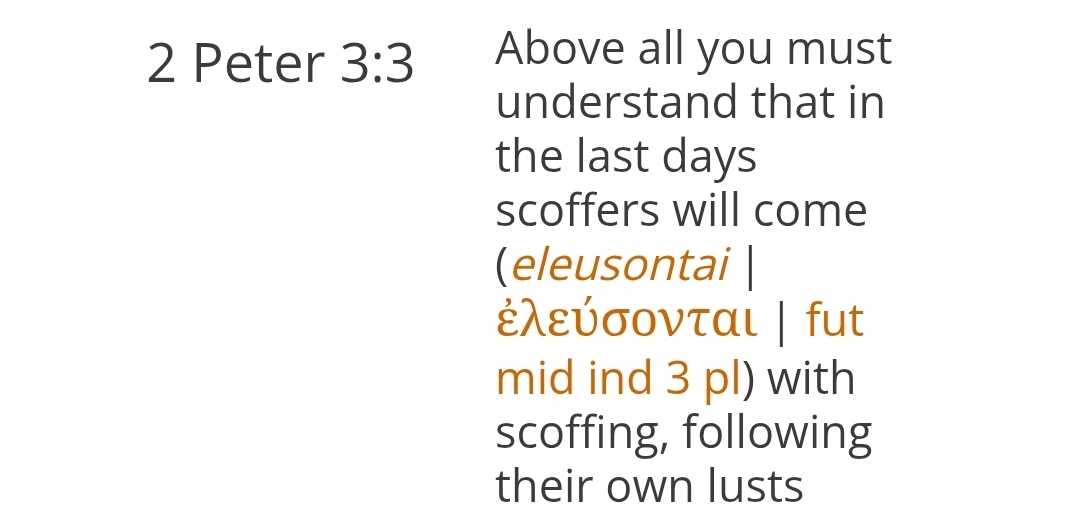 2 Peter 3:3
Above all you must
understand that in
the last days
scoffers will come
(eleusontai |
ἐλεύσονται | fut
mid ind 3 pl) with
scoffing, following
their own lusts